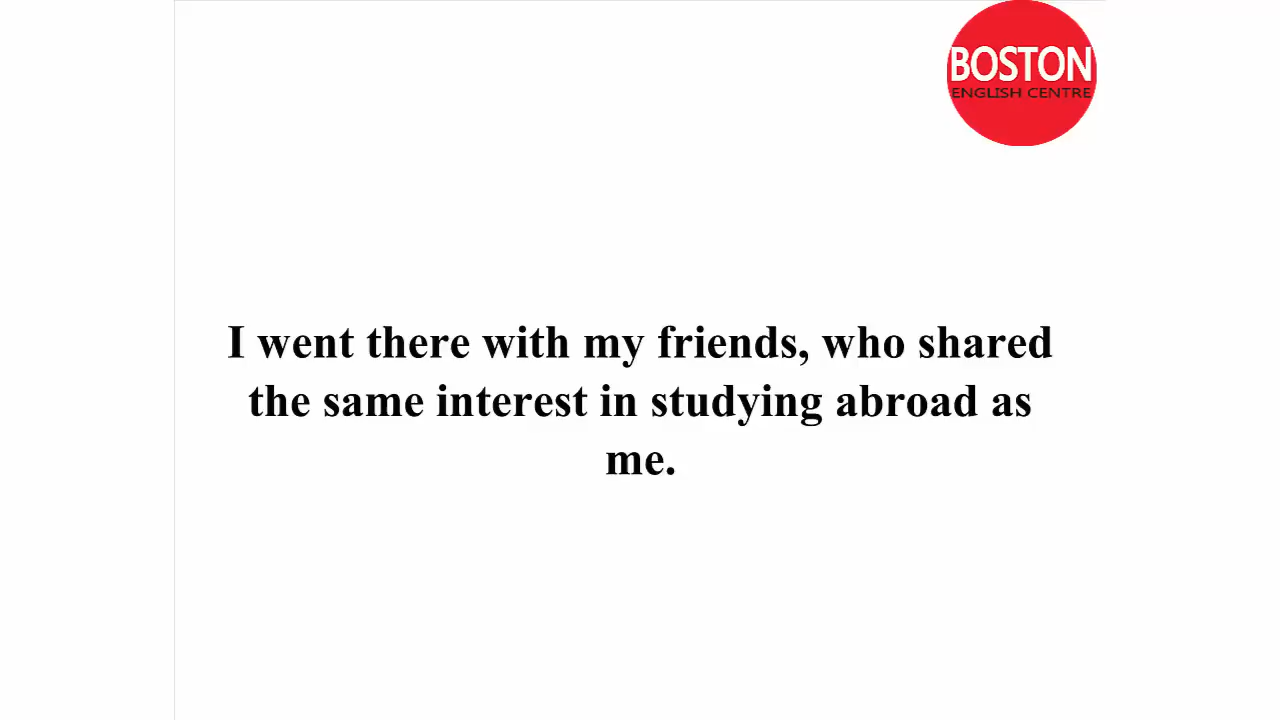 BOSTON
ENGLISH CENTRE
I went there with my friends, who shared
the same interest in studying abroad as
me.